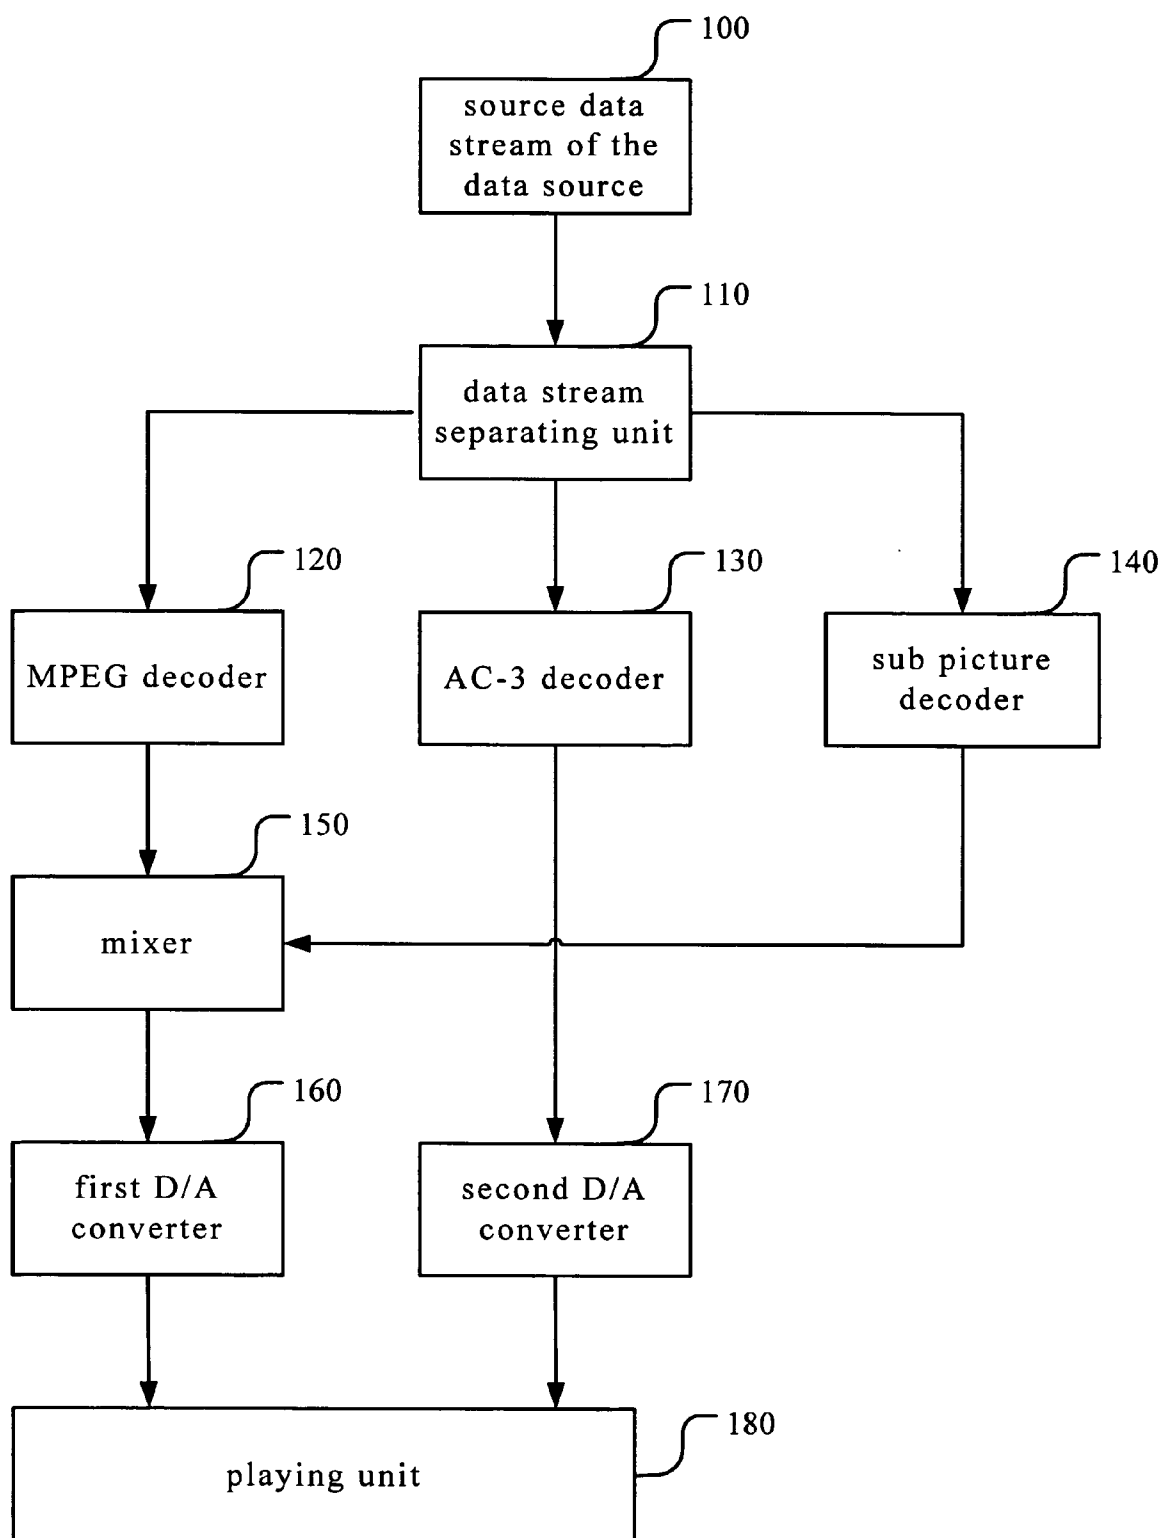 100
source data
stream of the
data source
110
data stream
separating unit
120
130
140
MPEG decoder
AC-3 decoder
sub picture
decoder
150
mixer
160
170
first D/A
converter
second D/A
converter
180
playing unit